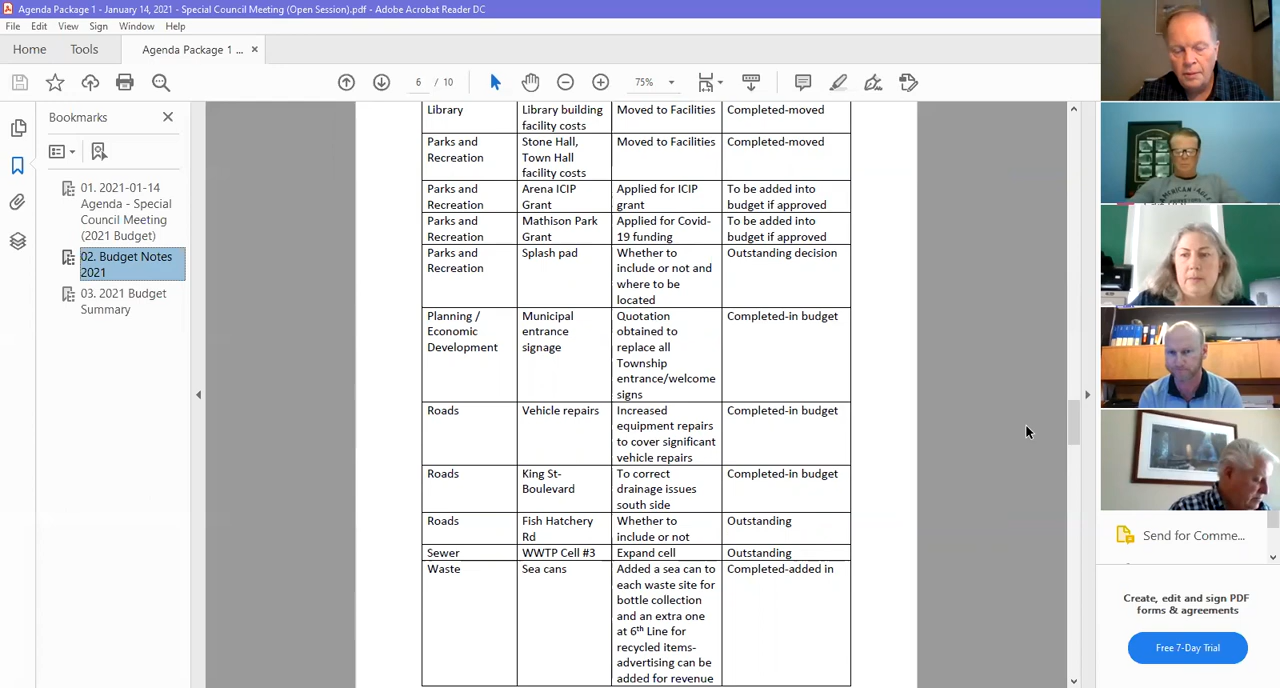 Agenda Package 1 - January 14, 2021 - Special Council Meeting (Open Session).pdf - Adobe Acrobat Reader DC
File Edit View Sign Window Help
Home Tools Agenda Package 1 ... ×
6 / 10 75%
Bookmarks
01. 2021-01-14
Agenda - Special
Council Meeting
(2021 Budget)
02. Budget Notes
2021
03. 2021 Budget
Summary
Library Library building Moved to Facilities Completed-moved
facility costs
Parks and Stone Hall, Moved to Facilities Completed-moved
Recreation Town Hall
facility costs
Parks and Arena ICIP Applied for ICIP To be added into
Recreation Grant grant budget if approved
Parks and Mathison Park Applied for Covid- To be added into
Recreation Grant 19 funding budget if approved
Parks and Splash pad Whether to Outstanding decision
Recreation include or not and
where to be
located
Planning / Municipal Quotation Completed-in budget
Economic entrance obtained to
Development signage replace all
Township
entrance/welcome
signs
Roads Vehicle repairs Increased Completed-in budget
equipment repairs
to cover significant
vehicle repairs
Roads King St- To correct Completed-in budget
Boulevard drainage issues
south side
Roads Fish Hatchery Whether to Outstanding
Rd include or not
Sewer WWTP Cell #3 Expand cell Outstanding
Waste Sea cans Added a sea can to Completed-added in
each waste site for
bottle collection
and an extra one
at 6th Line for
recycled items-
advertising can be
added for revenue
Send for Comme...
Create, edit and sign PDF
forms & agreements
Free 7-Day Trial